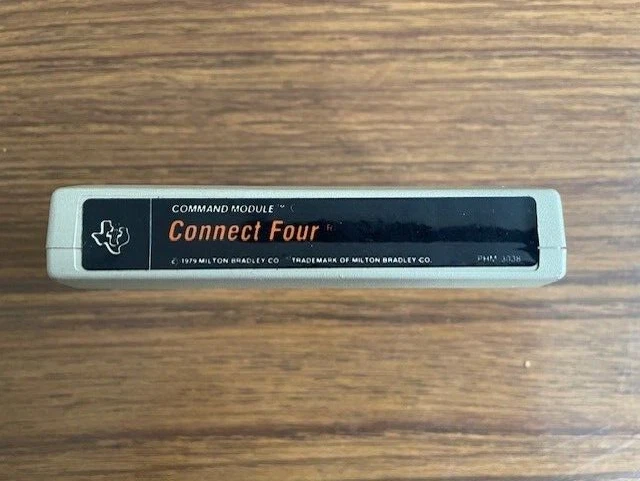 COMMAND MODULE™
Connect Four®
© 1979 MILTON BRADLEY CO TRADEMARK OF MILTON BRADLEY CO. PHM 3038